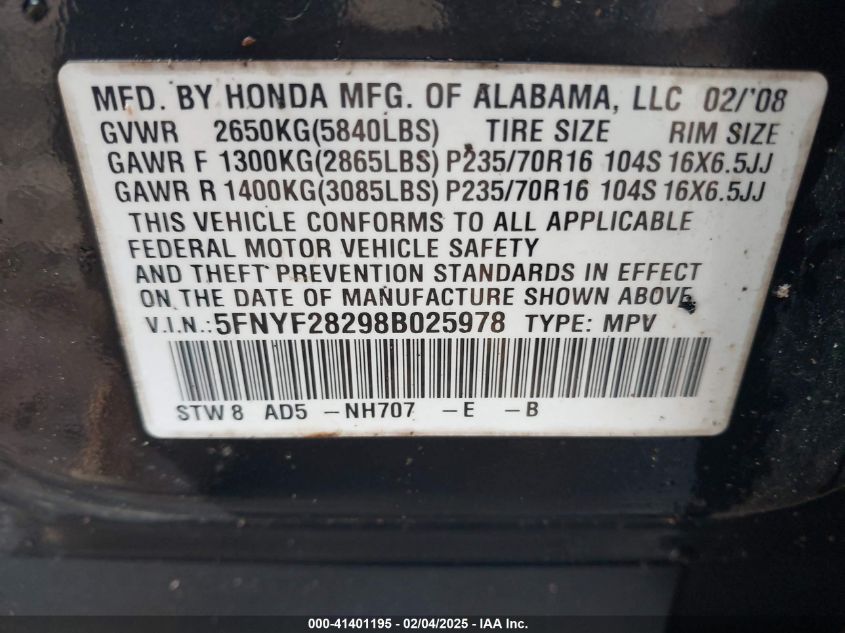 MFD. BY HONDA MFG. OF ALABAMA, LLC 02/'08
GVWR 2650KG(5840LBS) TIRE SIZE RIM SIZE
GAWR F 1300KG(2865LBS) P235/70R16 104S 16X6.5JJ
GAWR R 1400KG(3085LBS) P235/70R16 104S 16X6.5JJ
THIS VEHICLE CONFORMS TO ALL APPLICABLE
FEDERAL MOTOR VEHICLE SAFETY
AND THEFT PREVENTION STANDARDS IN EFFECT
ON THE DATE OF MANUFACTURE SHOWN ABOVE.
V.I.N.:5FNYF28298B025978 TYPE: MPV
STW8 AD5 -NH707 -E -B
000-41401195 - 02/04/2025 - IAA Inc.